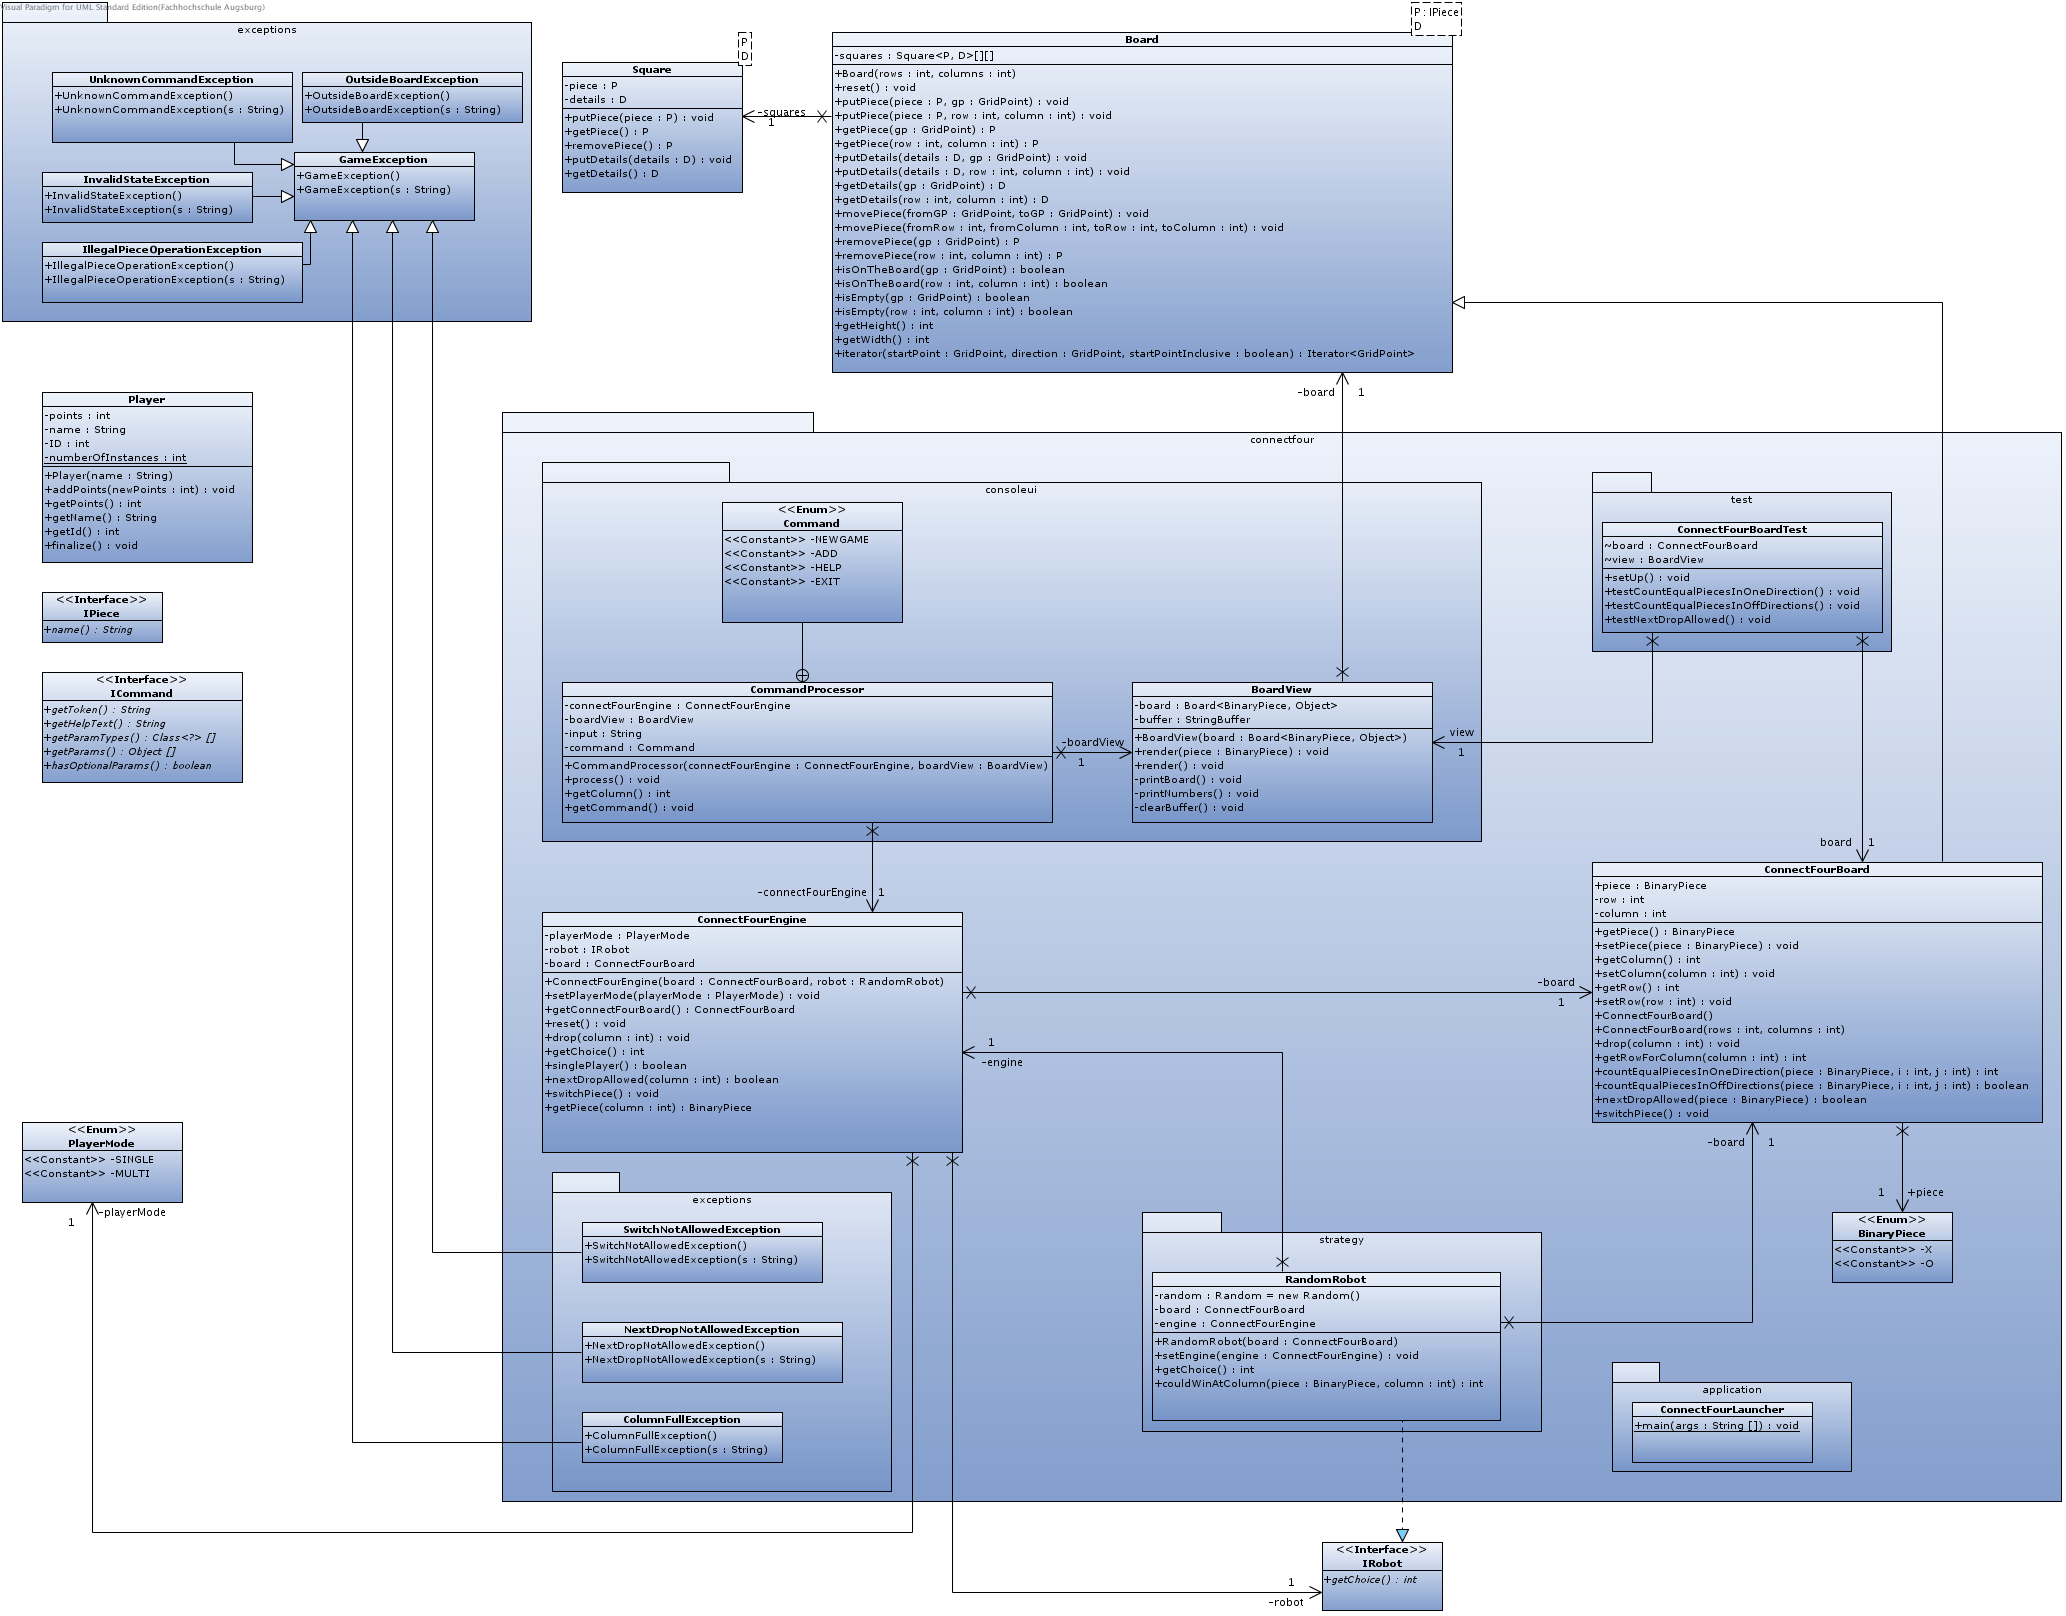 Visual Paradigm for UML Standard Edition(Fachhochschule Augsburg)
exceptions
UnknownCommandException
+UnknownCommandException()
+UnknownCommandException(s : String)
OutsideBoardException
+OutsideBoardException()
+OutsideBoardException(s : String)
GameException
+GameException()
+GameException(s : String)
InvalidStateException
+InvalidStateException()
+InvalidStateException(s : String)
IllegalPieceOperationException
+IllegalPieceOperationException()
+IllegalPieceOperationException(s : String)
P
D
Square
-piece : P
-details : D
+putPiece(piece : P) : void
+getPiece() : P
+removePiece() : P
+putDetails(details : D) : void
+getDetails() : D
-squares
1
P : IPiece
D
Board
-squares : Square<P, D>[][]
+Board(rows : int, columns : int)
+reset() : void
+putPiece(piece : P, gp : GridPoint) : void
+putPiece(piece : P, row : int, column : int) : void
+getPiece(gp : GridPoint) : P
+getPiece(row : int, column : int) : P
+putDetails(details : D, gp : GridPoint) : void
+putDetails(details : D, row : int, column : int) : void
+getDetails(gp : GridPoint) : D
+getDetails(row : int, column : int) : D
+movePiece(fromGP : GridPoint, toGP : GridPoint) : void
+movePiece(fromRow : int, fromColumn : int, toRow : int, toColumn : int) : void
+removePiece(gp : GridPoint) : P
+removePiece(row : int, column : int) : P
+isOnTheBoard(gp : GridPoint) : boolean
+isOnTheBoard(row : int, column : int) : boolean
+isEmpty(gp : GridPoint) : boolean
+isEmpty(row : int, column : int) : boolean
+getHeight() : int
+getWidth() : int
+iterator(startPoint : GridPoint, direction : GridPoint, startPointInclusive : boolean) : Iterator<GridPoint>
-board
1
Player
-points : int
-name : String
-ID : int
-numberOfInstances : int
+Player(name : String)
+addPoints(newPoints : int) : void
+getPoints() : int
+getName() : String
+getId() : int
+finalize() : void
<<Interface>>
IPiece
+name() : String
<<Interface>>
ICommand
+getToken() : String
+getHelpText() : String
+getParamTypes() : Class<?> []
+getParams() : Object []
+hasOptionalParams() : boolean
connectfour
consoleui
<<Enum>>
Command
<<Constant>> -NEWGAME
<<Constant>> -ADD
<<Constant>> -HELP
<<Constant>> -EXIT
CommandProcessor
-connectFourEngine : ConnectFourEngine
-boardView : BoardView
-input : String
-command : Command
+CommandProcessor(connectFourEngine : ConnectFourEngine, boardView : BoardView)
+process() : void
+getColumn() : int
+getCommand() : void
-boardView
1
BoardView
-board : Board<BinaryPiece, Object>
-buffer : StringBuffer
+BoardView(board : Board<BinaryPiece, Object>)
+render(piece : BinaryPiece) : void
+render() : void
-printBoard() : void
-printNumbers() : void
-clearBuffer() : void
view
1
test
ConnectFourBoardTest
~board : ConnectFourBoard
~view : BoardView
+setUp() : void
+testCountEqualPiecesInOneDirection() : void
+testCountEqualPiecesInOffDirections() : void
+testNextDropAllowed() : void
board
1
-connectFourEngine
1
ConnectFourEngine
-playerMode : PlayerMode
-robot : IRobot
-board : ConnectFourBoard
+ConnectFourEngine(board : ConnectFourBoard, robot : RandomRobot)
+setPlayerMode(playerMode : PlayerMode) : void
+getConnectFourBoard() : ConnectFourBoard
+reset() : void
+drop(column : int) : void
+getChoice() : int
+singlePlayer() : boolean
+nextDropAllowed(column : int) : boolean
+switchPiece() : void
+getPiece(column : int) : BinaryPiece
-board
1
1
-engine
ConnectFourBoard
+piece : BinaryPiece
-row : int
-column : int
+getPiece() : BinaryPiece
+setPiece(piece : BinaryPiece) : void
+getColumn() : int
+setColumn(column : int) : void
+getRow() : int
+setRow(row : int) : void
+ConnectFourBoard()
+ConnectFourBoard(rows : int, columns : int)
+drop(column : int) : void
+getRowForColumn(column : int) : int
+countEqualPiecesInOneDirection(piece : BinaryPiece, i : int, j : int) : int
+countEqualPiecesInOffDirections(piece : BinaryPiece, i : int, j : int) : boolean
+nextDropAllowed(piece : BinaryPiece) : boolean
+switchPiece() : void
-board
1
1
+piece
<<Enum>>
BinaryPiece
<<Constant>> -X
<<Constant>> -O
<<Enum>>
PlayerMode
<<Constant>> -SINGLE
<<Constant>> -MULTI
-playerMode
1
exceptions
SwitchNotAllowedException
+SwitchNotAllowedException()
+SwitchNotAllowedException(s : String)
NextDropNotAllowedException
+NextDropNotAllowedException()
+NextDropNotAllowedException(s : String)
ColumnFullException
+ColumnFullException()
+ColumnFullException(s : String)
strategy
RandomRobot
-random : Random = new Random()
-board : ConnectFourBoard
-engine : ConnectFourEngine
+RandomRobot(board : ConnectFourBoard)
+setEngine(engine : ConnectFourEngine) : void
+getChoice() : int
+couldWinAtColumn(piece : BinaryPiece, column : int) : int
application
ConnectFourLauncher
+main(args : String []) : void
<<Interface>>
IRobot
+getChoice() : int
1
-robot